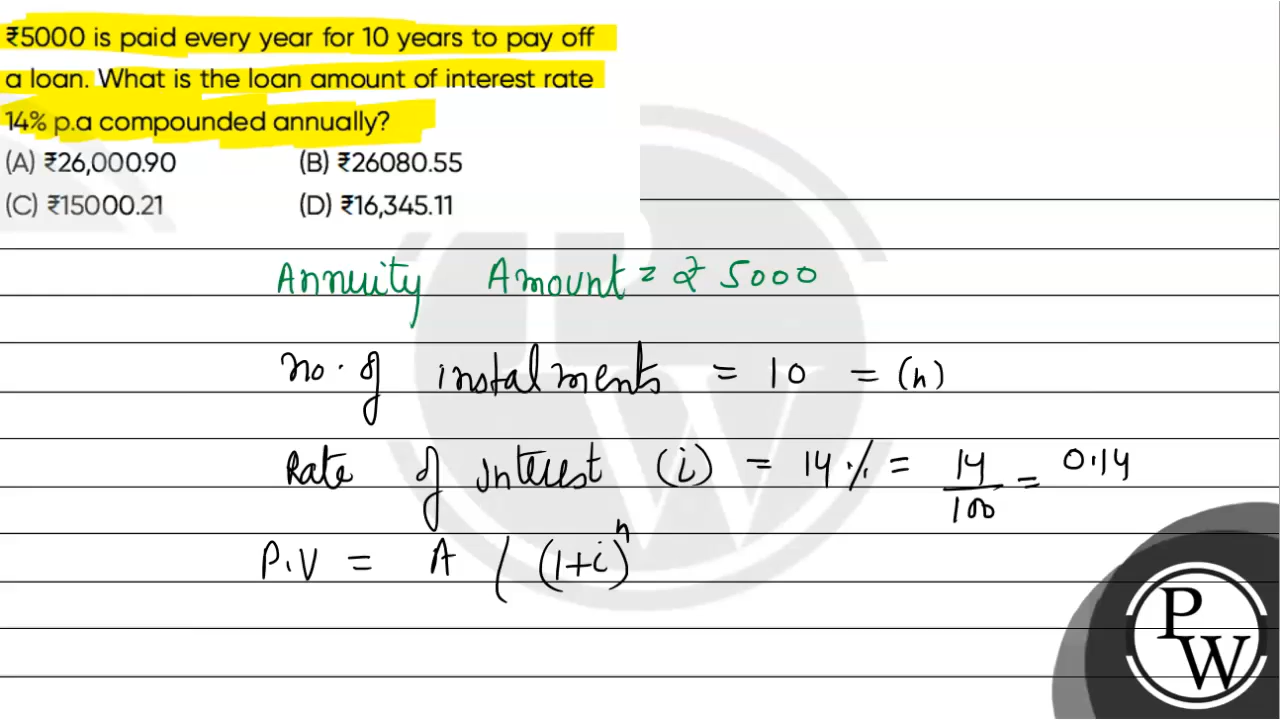 ₹5000 is paid every year for 10 years to pay off
a loan. What is the loan amount of interest rate
14% p.a compounded annually?
(A) ₹26,000.90 (B) ₹26080.55
(C) ₹15000.21 (D) ₹16,345.11
Annuity Amount = ₹ 5000
no. of instalments = 10 = (n)
Rate of interest (i) = 14% = 14/100 = 0.14
P.V = A [ (1+i)^n
P
W